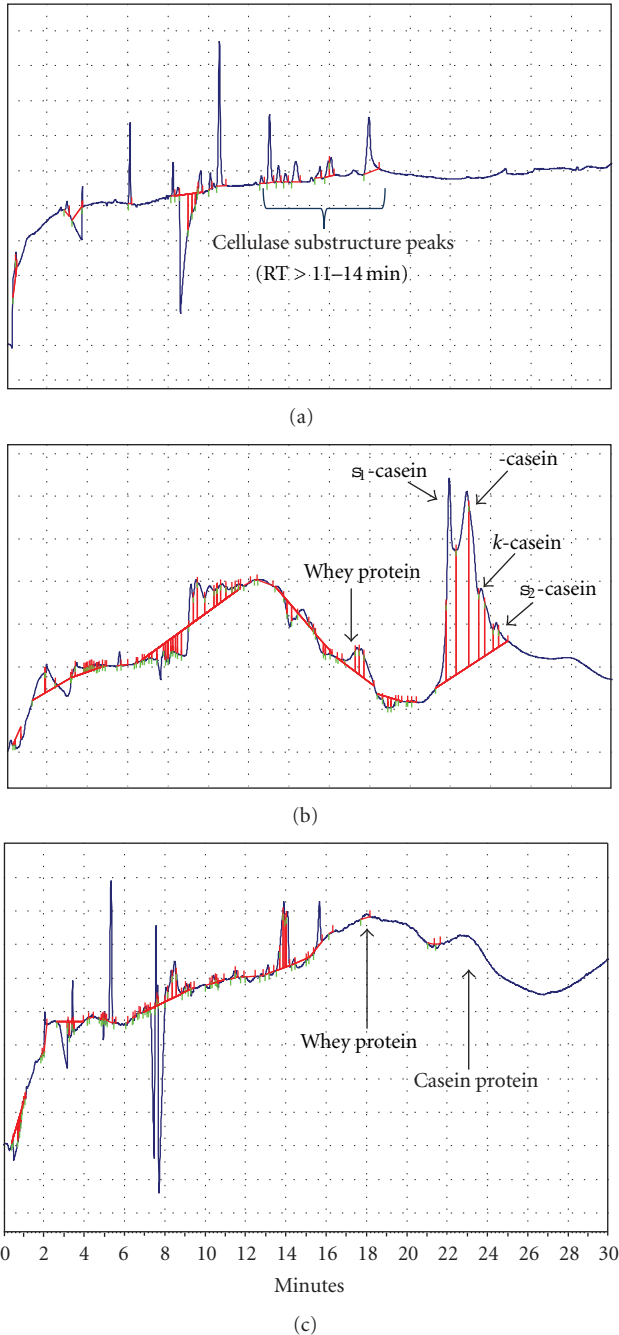 Cellulase substructure peaks
(RT > 11–14 min)
(a)
s1-casein
-casein
k-casein
Whey protein
s2-casein
(b)
Whey protein
Casein protein
0 2 4 6 8 10 12 14 16 18 20 22 24 26 28 30
Minutes
(c)